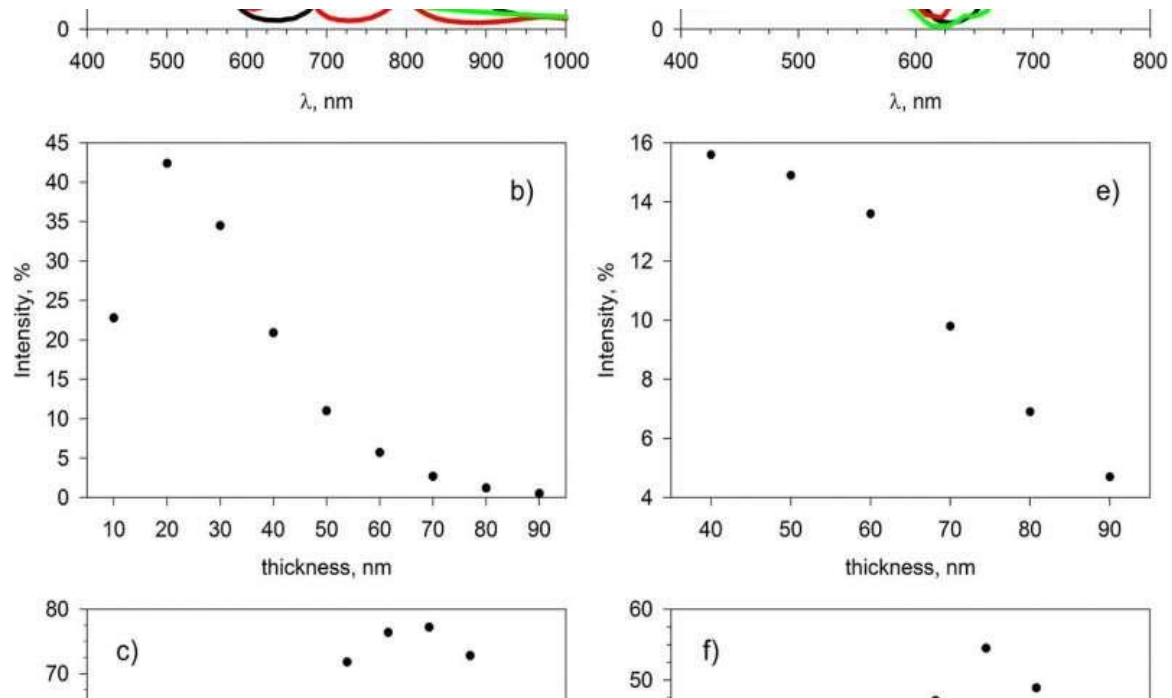 0
400 500 600 700 800 900 1000
λ, nm
0
400 500 600 700 800
λ, nm
45
40
35
30
25
20
15
10
5
0
Intensity, %
b)
10 20 30 40 50 60 70 80 90
thickness, nm
16
14
12
10
8
6
4
Intensity, %
e)
40 50 60 70 80 90
thickness, nm
80
70
c)
60
50
f)